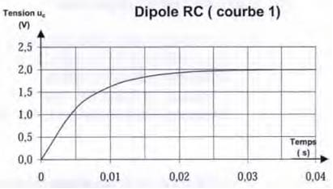 Dipole RC ( courbe 1)
Tension uc
(V)
2,5
2,0
1,5
1,0
0,5
0,0
Temps
( s)
0 0,01 0,02 0,03 0,04